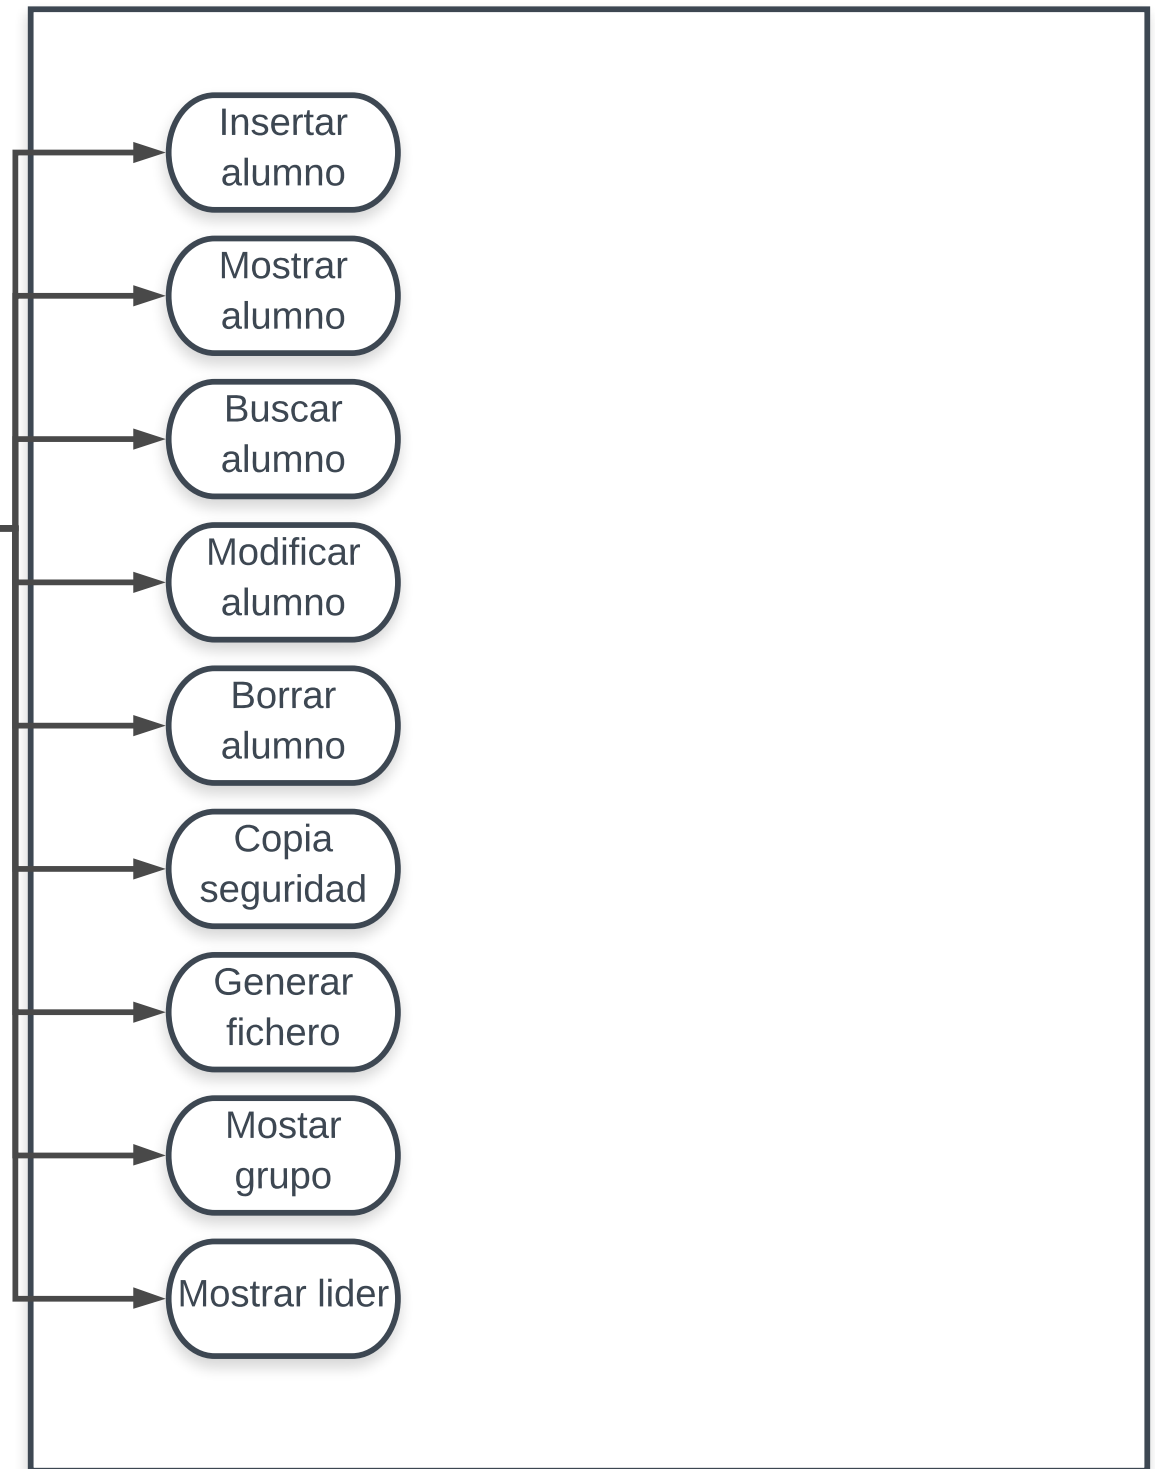 Insertar
alumno
Mostrar
alumno
Buscar
alumno
Modificar
alumno
Borrar
alumno
Copia
seguridad
Generar
fichero
Mostar
grupo
Mostrar lider